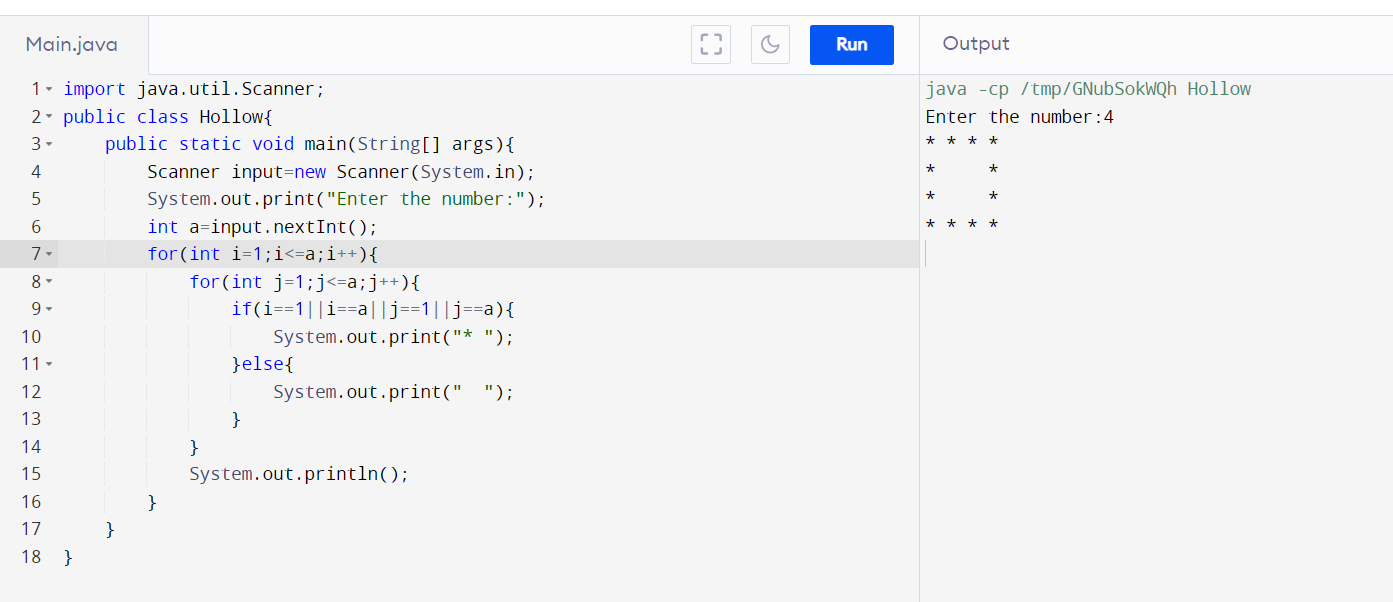 Main.java
Run
Output
1 import java.util.Scanner;
2 public class Hollow{
3     public static void main(String[] args){
4         Scanner input=new Scanner(System.in);
5         System.out.print("Enter the number:");
6         int a=input.nextInt();
7         for(int i=1;i<=a;i++){
8             for(int j=1;j<=a;j++){
9                 if(i==1||i==a||j==1||j==a){
10                     System.out.print("* ");
11                 }else{
12                     System.out.print("  ");
13                 }
14             }
15             System.out.println();
16         }
17     }
18 }
java -cp /tmp/GNubSokWQh Hollow
Enter the number:4
* * * *
*     *
*     *
* * * *